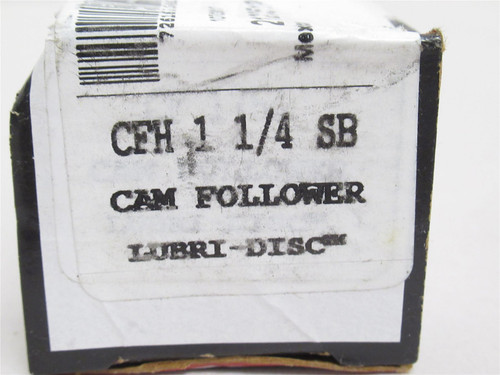 CFH 1 1/4 SB
CAM FOLLOWER
LUBRI-DISC™